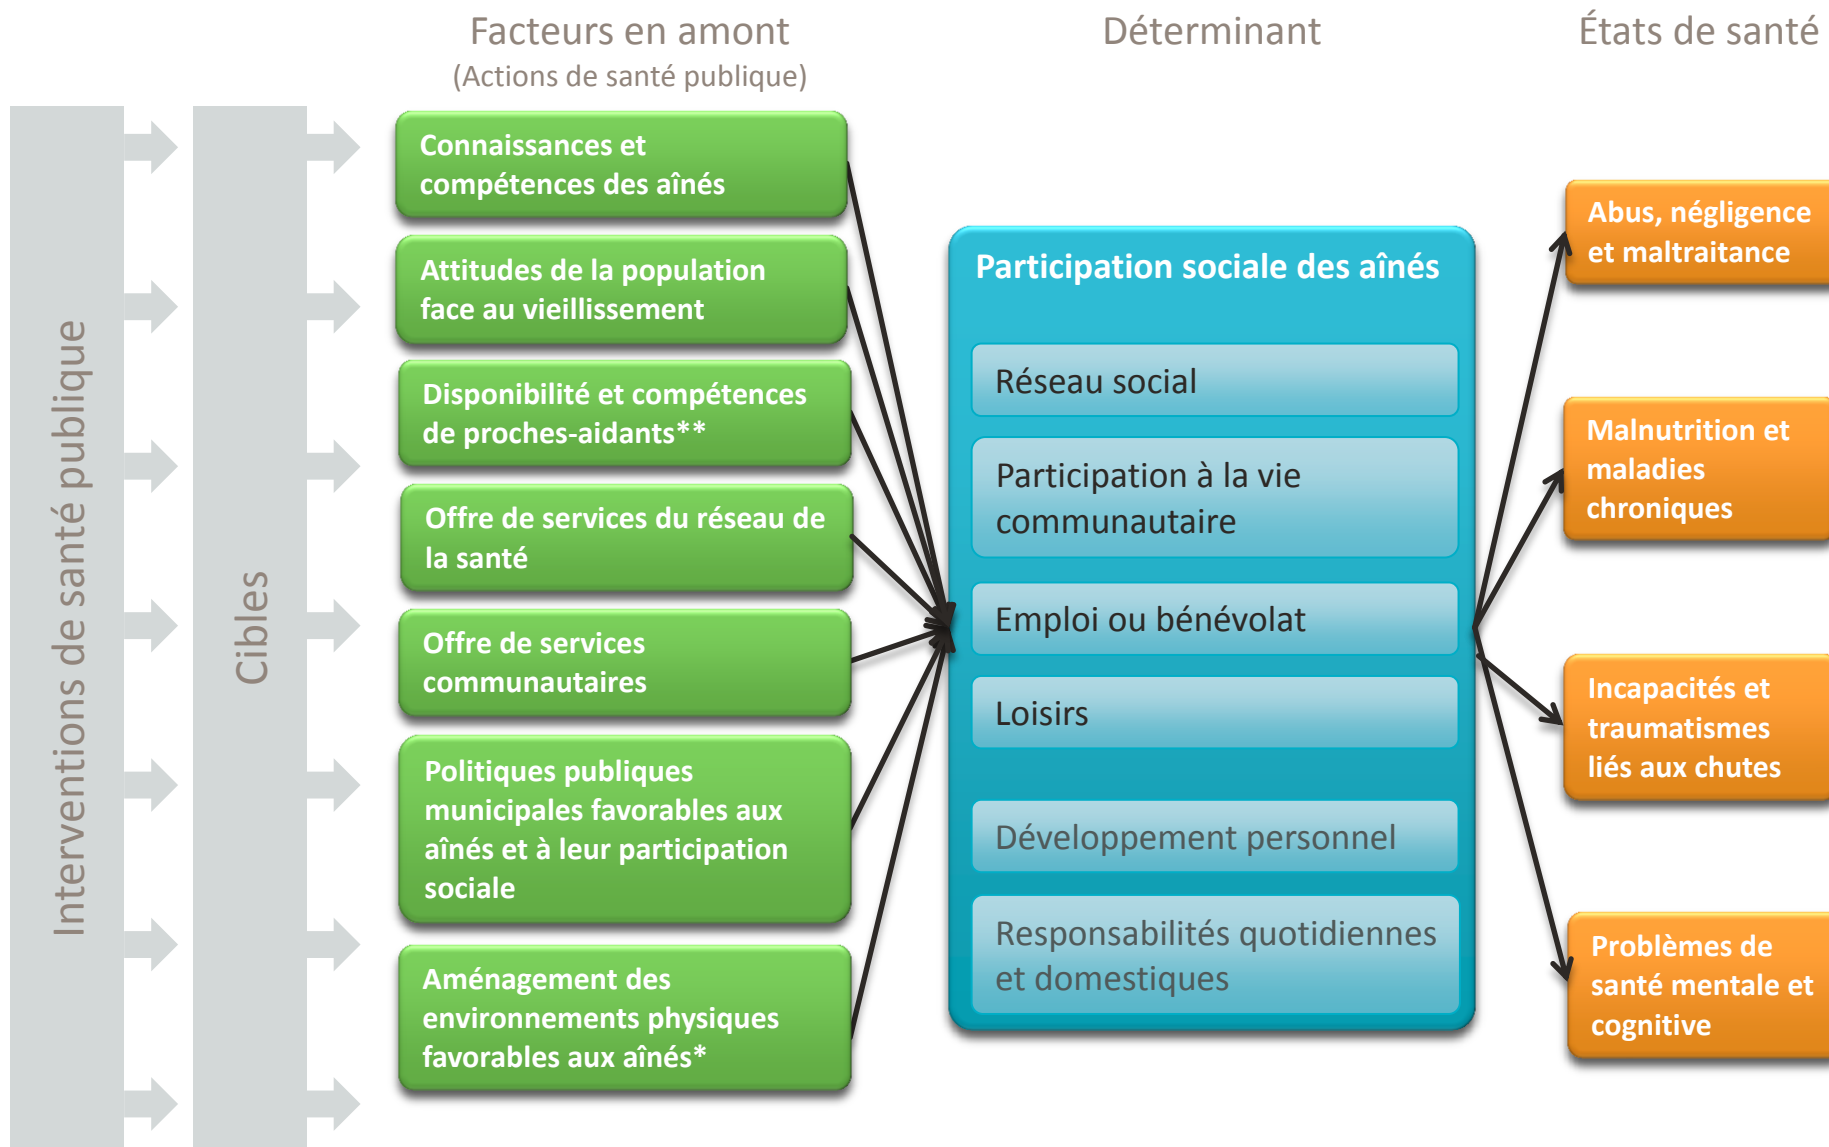 Facteurs en amont
(Actions de santé publique)
Déterminant
États de santé
Interventions de santé publique
Cibles
Connaissances et
compétences des aînés
Attitudes de la population
face au vieillissement
Disponibilité et compétences
de proches-aidants**
Offre de services du réseau de
la santé
Offre de services
communautaires
Politiques publiques
municipales favorables aux
aînés et à leur participation
sociale
Aménagement des
environnements physiques
favorables aux aînés*
Participation sociale des aînés
Réseau social
Participation à la vie
communautaire
Emploi ou bénévolat
Loisirs
Développement personnel
Responsabilités quotidiennes
et domestiques
Abus, négligence
et maltraitance
Malnutrition et
maladies
chroniques
Incapacités et
traumatismes
liés aux chutes
Problèmes de
santé mentale et
cognitive